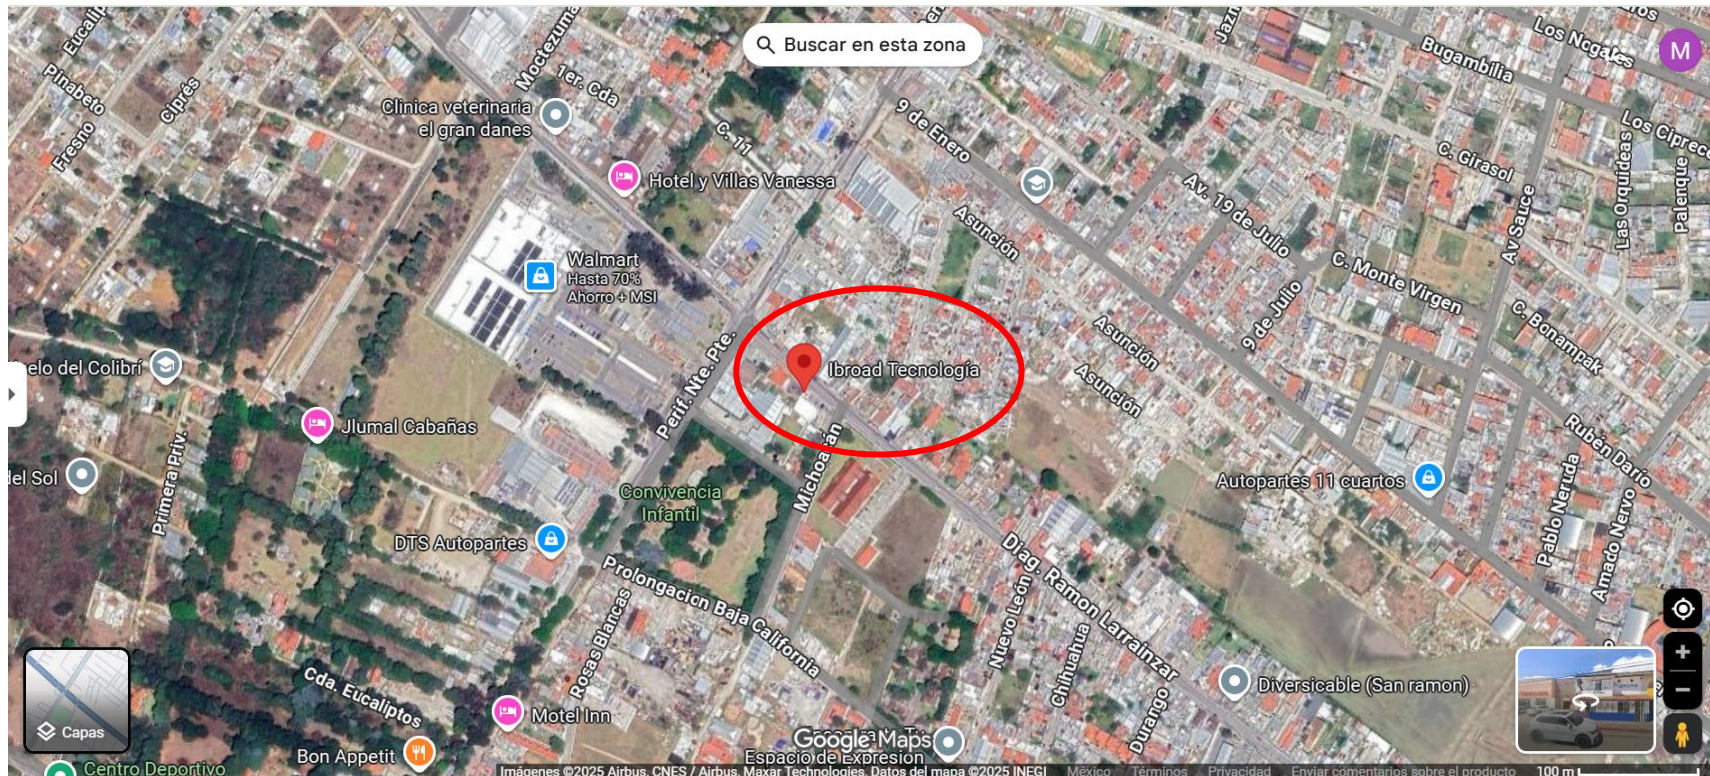 Buscar en esta zona
M
Eucalip
Pinabeto
Fresno
Ciprés
Moctezuma
1er. Cda
C. 11
Clinica veterinaria
el gran danes
Hotel y Villas Vanessa
Walmart
Hasta 70%
Ahorro + MSI
Jazm
Bugambilia
Los Nogales
9 de Enero
C. Girasol
Los Ciprece
Las Orquideas
Palenque
Av. 19 de Julio
Av Sauce
Asunción
C. Monte Virgen
9 de Julio
C. Bonampak
Asunción
Asunción
elo del Colibrí
Perif. Nte. Pte.
Ibroad Tecnología
Jlumal Cabañas
Michoacán
Rubén Darío
del Sol
Primera Priv.
Convivencia
Infantil
Autopartes 11 cuartos
Pablo Neruda
Amado Nervo
DTS Autopartes
Prolongacion Baja California
Diag. Ramon Larrainzar
Rosas Blancas
Nuevo León
Chihuahua
Durango
Cda. Eucaliptos
Diversicable (San ramon)
Motel Inn
Capas
Bon Appetit
Google Maps
Espacio de Expresión
Centro Deportivo
Imágenes ©2025 Airbus, CNES / Airbus, Maxar Technologies, Datos del mapa ©2025 INEGI México Términos Privacidad Enviar comentarios sobre el producto 100 m